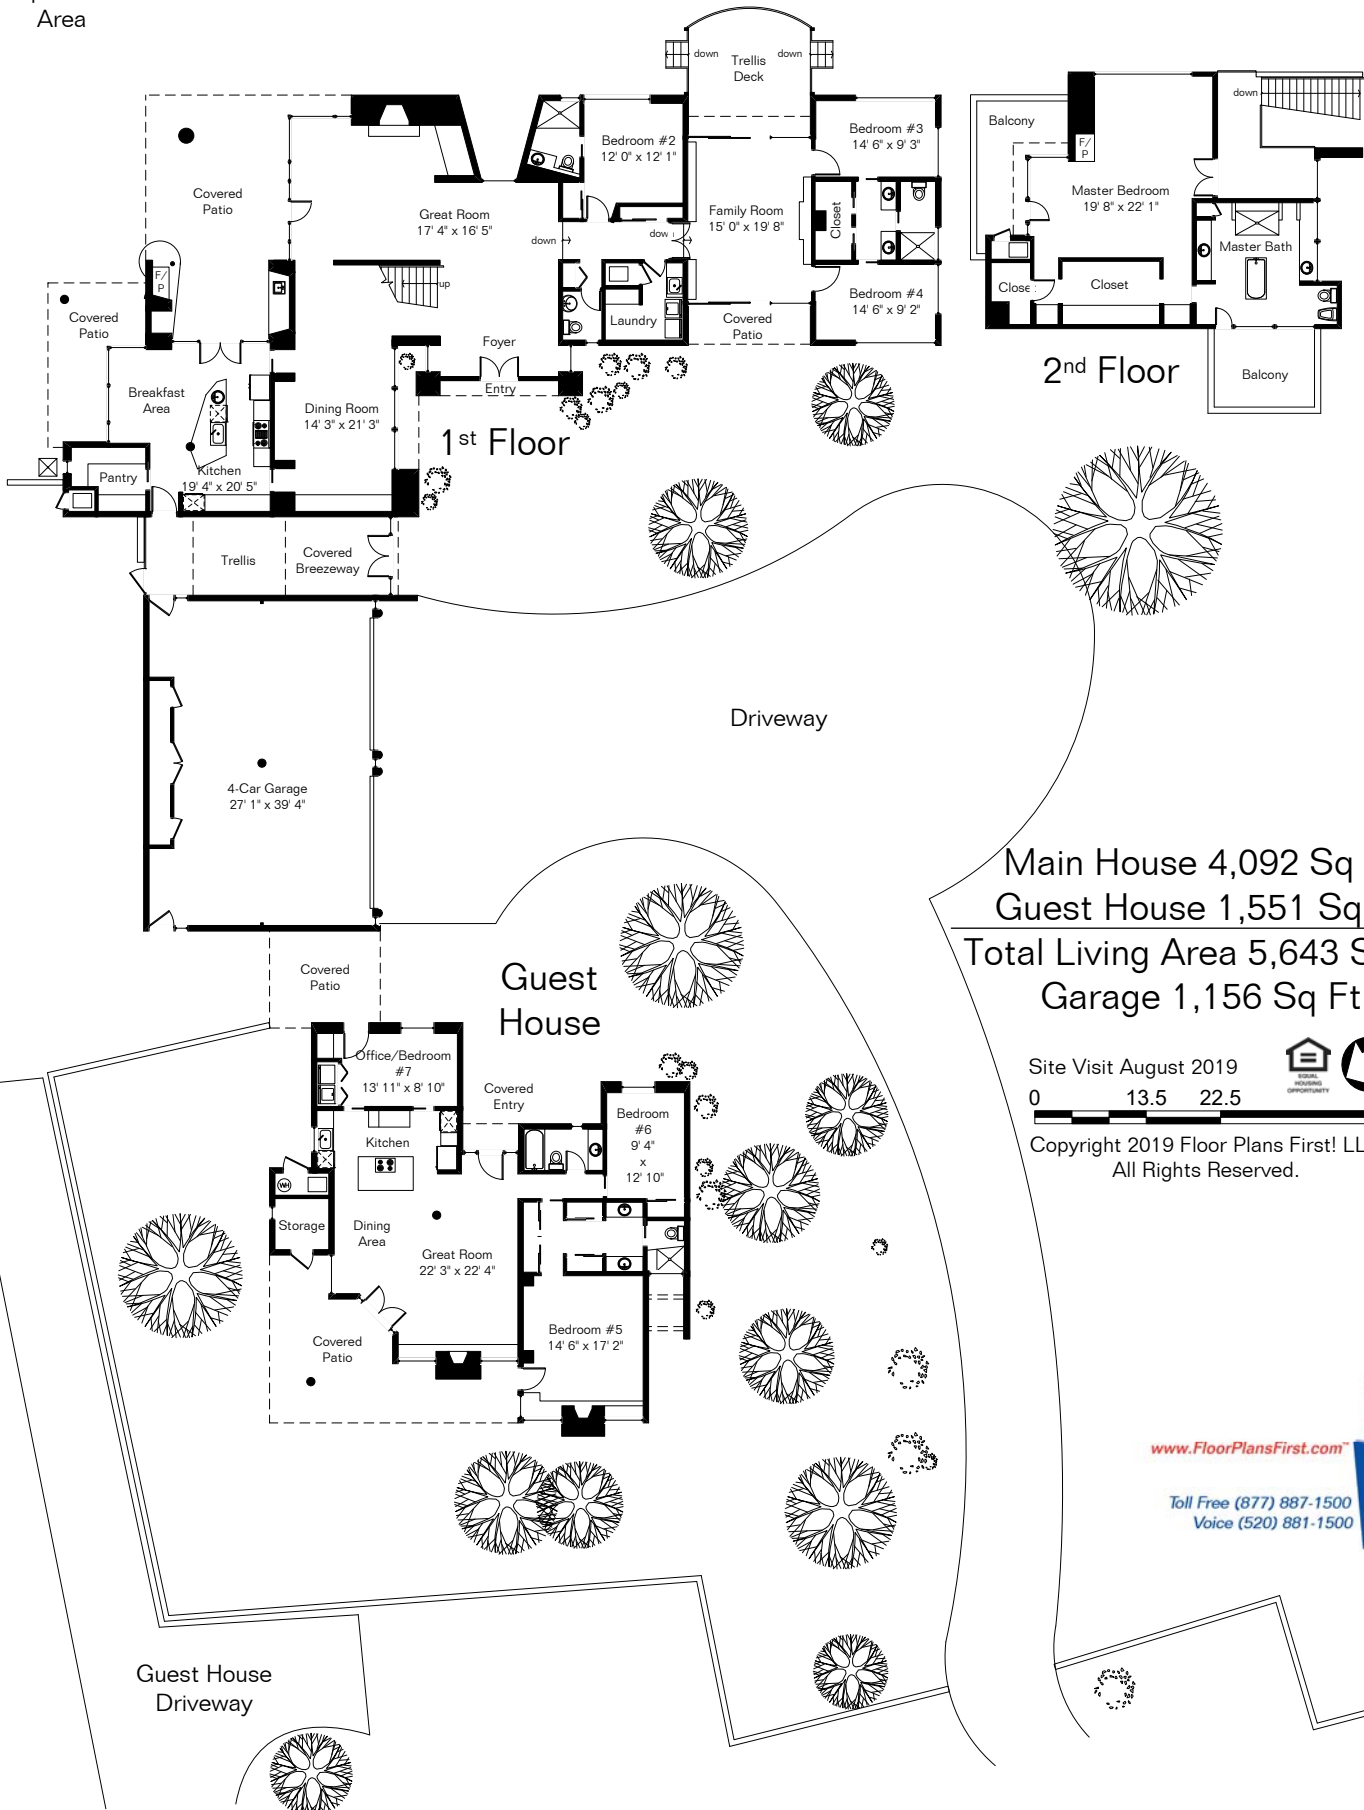 Area
down
down
Trellis
Deck
Bedroom #2
12' 0" x 12' 1"
Bedroom #3
14' 6" x 9' 3"
Covered
Patio
Great Room
17' 4" x 16' 5"
Family Room
15' 0" x 19' 8"
Closet
down
dow
up
F/
P
Covered
Patio
Laundry
Bedroom #4
14' 6" x 9' 2"
Covered
Patio
Foyer
Entry
Breakfast
Area
Dining Room
14' 3" x 21' 3"
1st Floor
Pantry
Kitchen
19' 4" x 20' 5"
Trellis
Covered
Breezeway
down
Balcony
F/
P
Master Bedroom
19' 8" x 22' 1"
Master Bath
Close
Closet
2nd Floor
Balcony
Driveway
4-Car Garage
27' 1" x 39' 4"
Main House 4,092 Sq
Guest House 1,551 Sq
Total Living Area 5,643 S
Garage 1,156 Sq Ft
Site Visit August 2019
EQUAL
HOUSING
OPPORTUNITY
0 13.5 22.5
Copyright 2019 Floor Plans First! LL
All Rights Reserved.
Covered
Patio
Guest
House
Office/Bedroom
#7
13' 11" x 8' 10"
Covered
Entry
Bedroom
#6
9' 4"
x
12' 10"
Kitchen
WH
Storage
Dining
Area
Great Room
22' 3" x 22' 4"
Bedroom #5
14' 6" x 17' 2"
Covered
Patio
www.FloorPlansFirst.com™
Toll Free (877) 887-1500
Voice (520) 881-1500
Guest House
Driveway